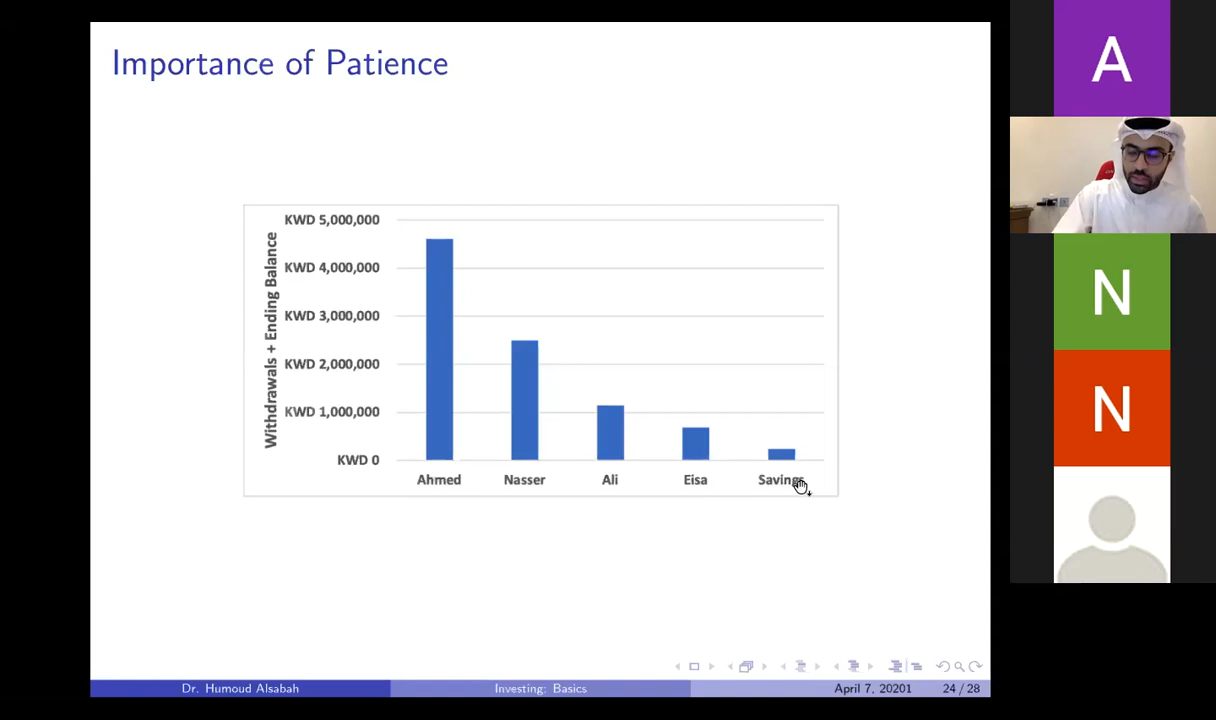 Importance of Patience
Withdrawals + Ending Balance
KWD 5,000,000
KWD 4,000,000
KWD 3,000,000
KWD 2,000,000
KWD 1,000,000
KWD 0
Ahmed Nasser Ali Eisa Savings
Dr. Humoud Alsabah Investing: Basics April 7, 20201 24 / 28
A
N
N